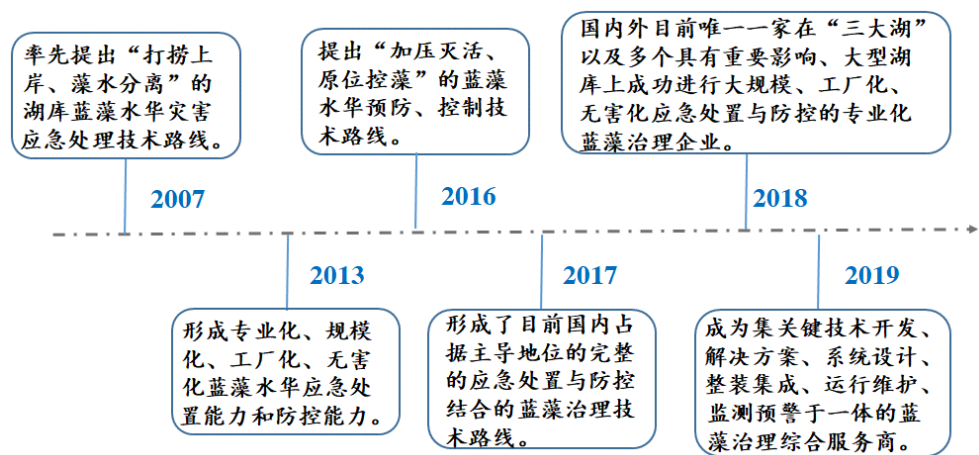 率先提出“打捞上
岸、藻水分离”的
湖库蓝藻水华灾害
应急处理技术路线。
2007
形成专业化、规模
化、工厂化、无害
化蓝藻水华应急处
置能力和防控能力。
2013
提出“加压灭活、
原位控藻”的蓝藻
水华预防、控制技
术路线。
2016
形成了目前国内占
据主导地位的完整
的应急处置与防控
结合的蓝藻治理技
术路线。
2017
国内外目前唯一一家在“三大湖”
以及多个具有重要影响、大型湖
库上成功进行大规模、工厂化、
无害化应急处置与防控的专业化
蓝藻治理企业。
2018
成为集关键技术开发、
解决方案、系统设计、
整装集成、运行维护、
监测预警于一体的蓝
藻治理综合服务商。
2019